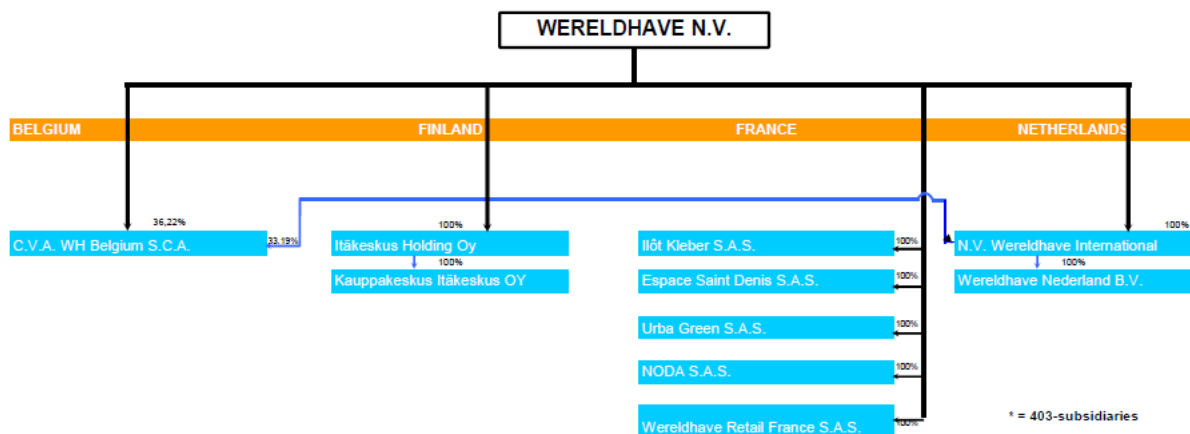 WERELDHAVE N.V.
BELGIUM FINLAND FRANCE NETHERLANDS
36,22% 100% 100%
C.V.A. WH Belgium S.C.A. 33.19% Itäkeskus Holding Oy Ilôt Kleber S.A.S. 100% N.V. Wereldhave International
100% 100%
Kauppakeskus Itäkeskus OY Espace Saint Denis S.A.S. 100% Wereldhave Nederland B.V.
Urba Green S.A.S. 100%
NODA S.A.S. 100%
* = 403-subsidiaries
Wereldhave Retail France S.A.S. 100%